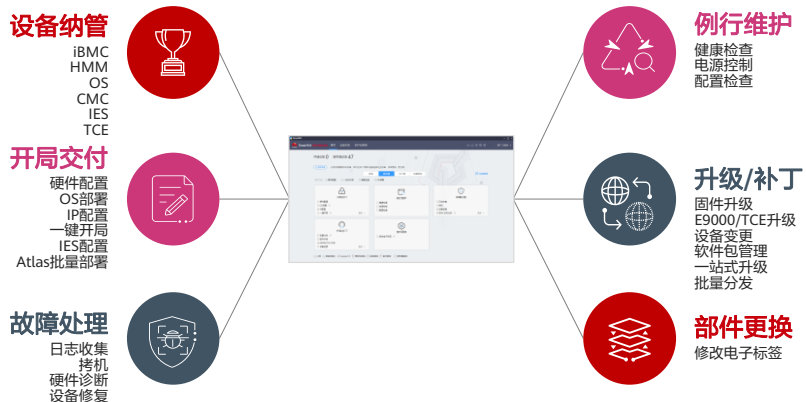 设备纳管
iBMC
HMM
OS
CMC
IES
TCE
开局交付
硬件配置
OS部署
IP配置
一键开局
IES配置
Atlas批量部署
故障处理
日志收集
拷机
硬件诊断
设备修复
例行维护
健康检查
电源控制
配置检查
升级/补丁
固件升级
E9000/TCE升级
设备变更
软件包管理
一站式升级
批量分发
部件更换
修改电子标签